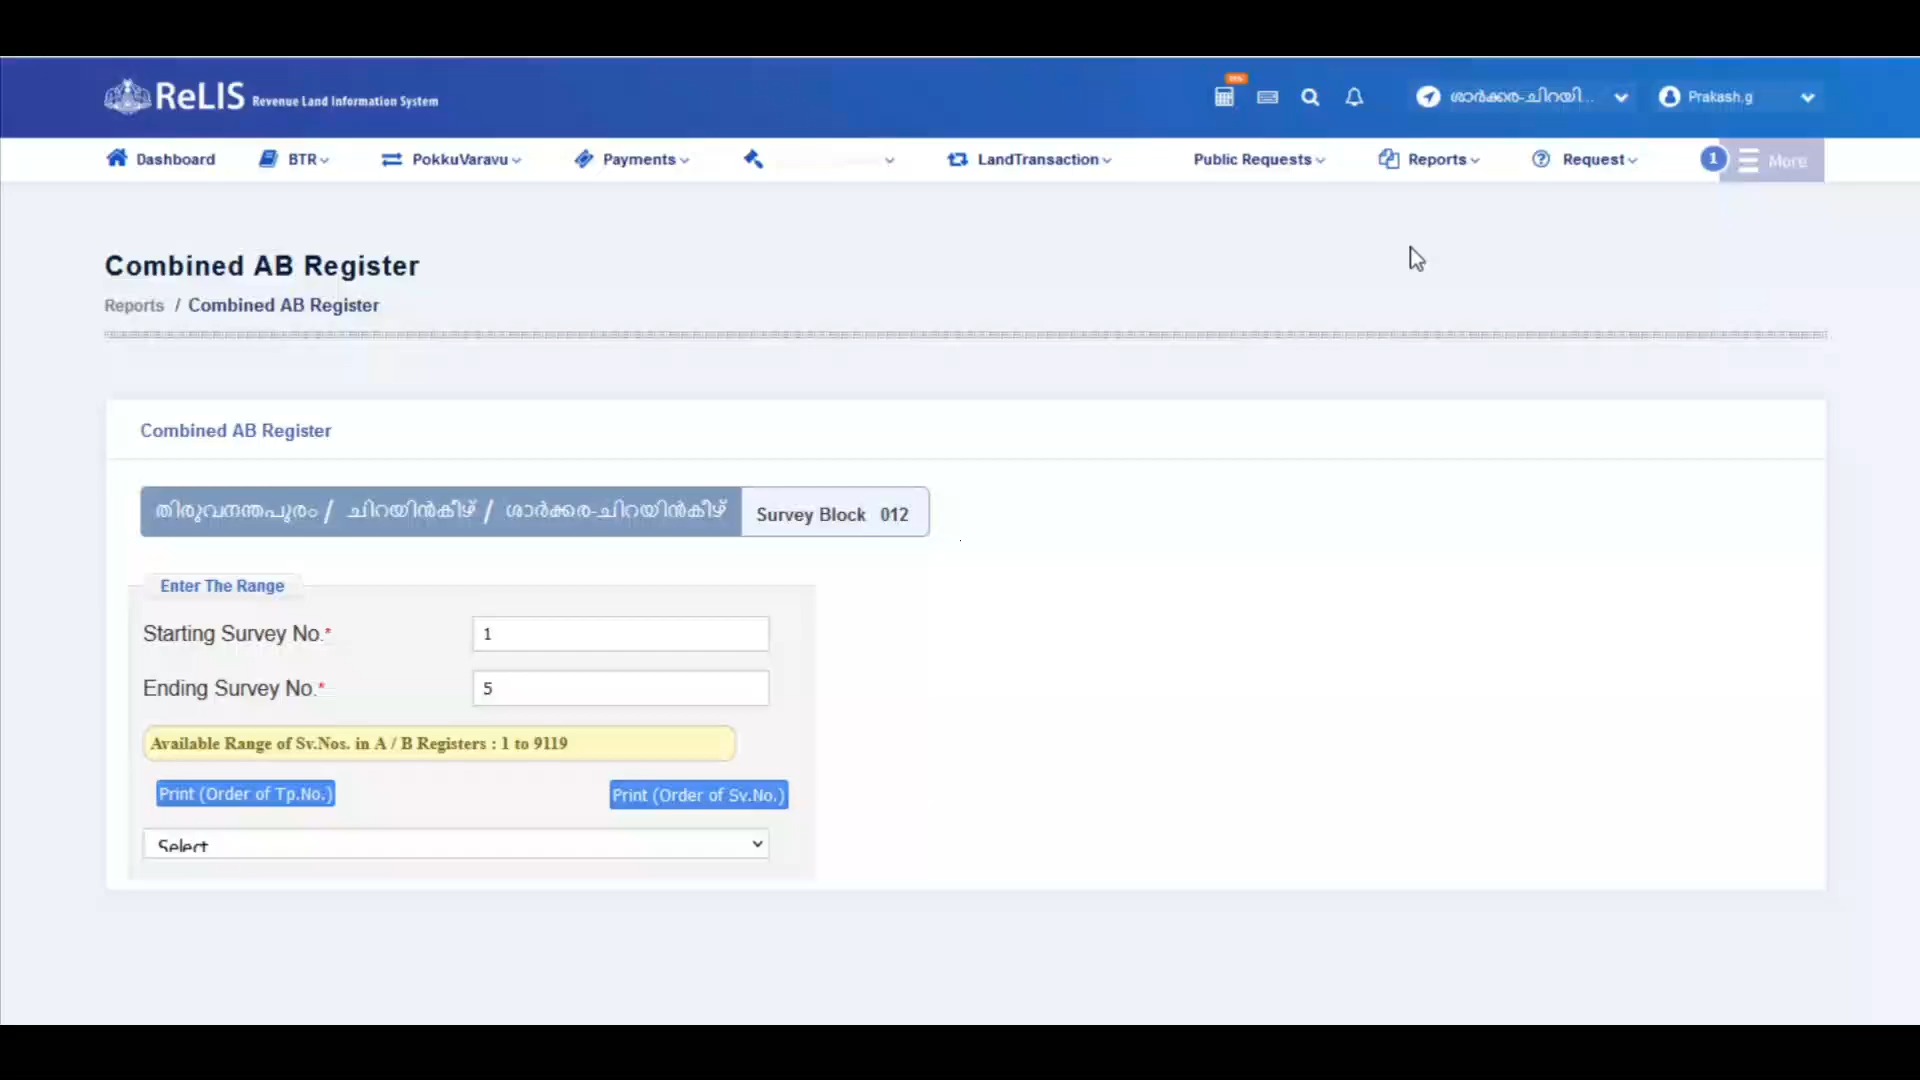 ReLIS Revenue Land Information System
ശാർക്കര-ചിറയി... Prakash.g
Dashboard BTR PokkuVaravu Payments LandTransaction Public Requests Reports Request 1 More
Combined AB Register
Reports / Combined AB Register
Combined AB Register
തിരുവനന്തപുരം / ചിറയിൻകീഴ് / ശാർക്കര-ചിറയിൻകീഴ് Survey Block 012
Enter The Range
Starting Survey No.* 1
Ending Survey No.* 5
Available Range of Sv.Nos. in A / B Registers : 1 to 9119
Print (Order of Tp.No.) Print (Order of Sv.No.)
Select